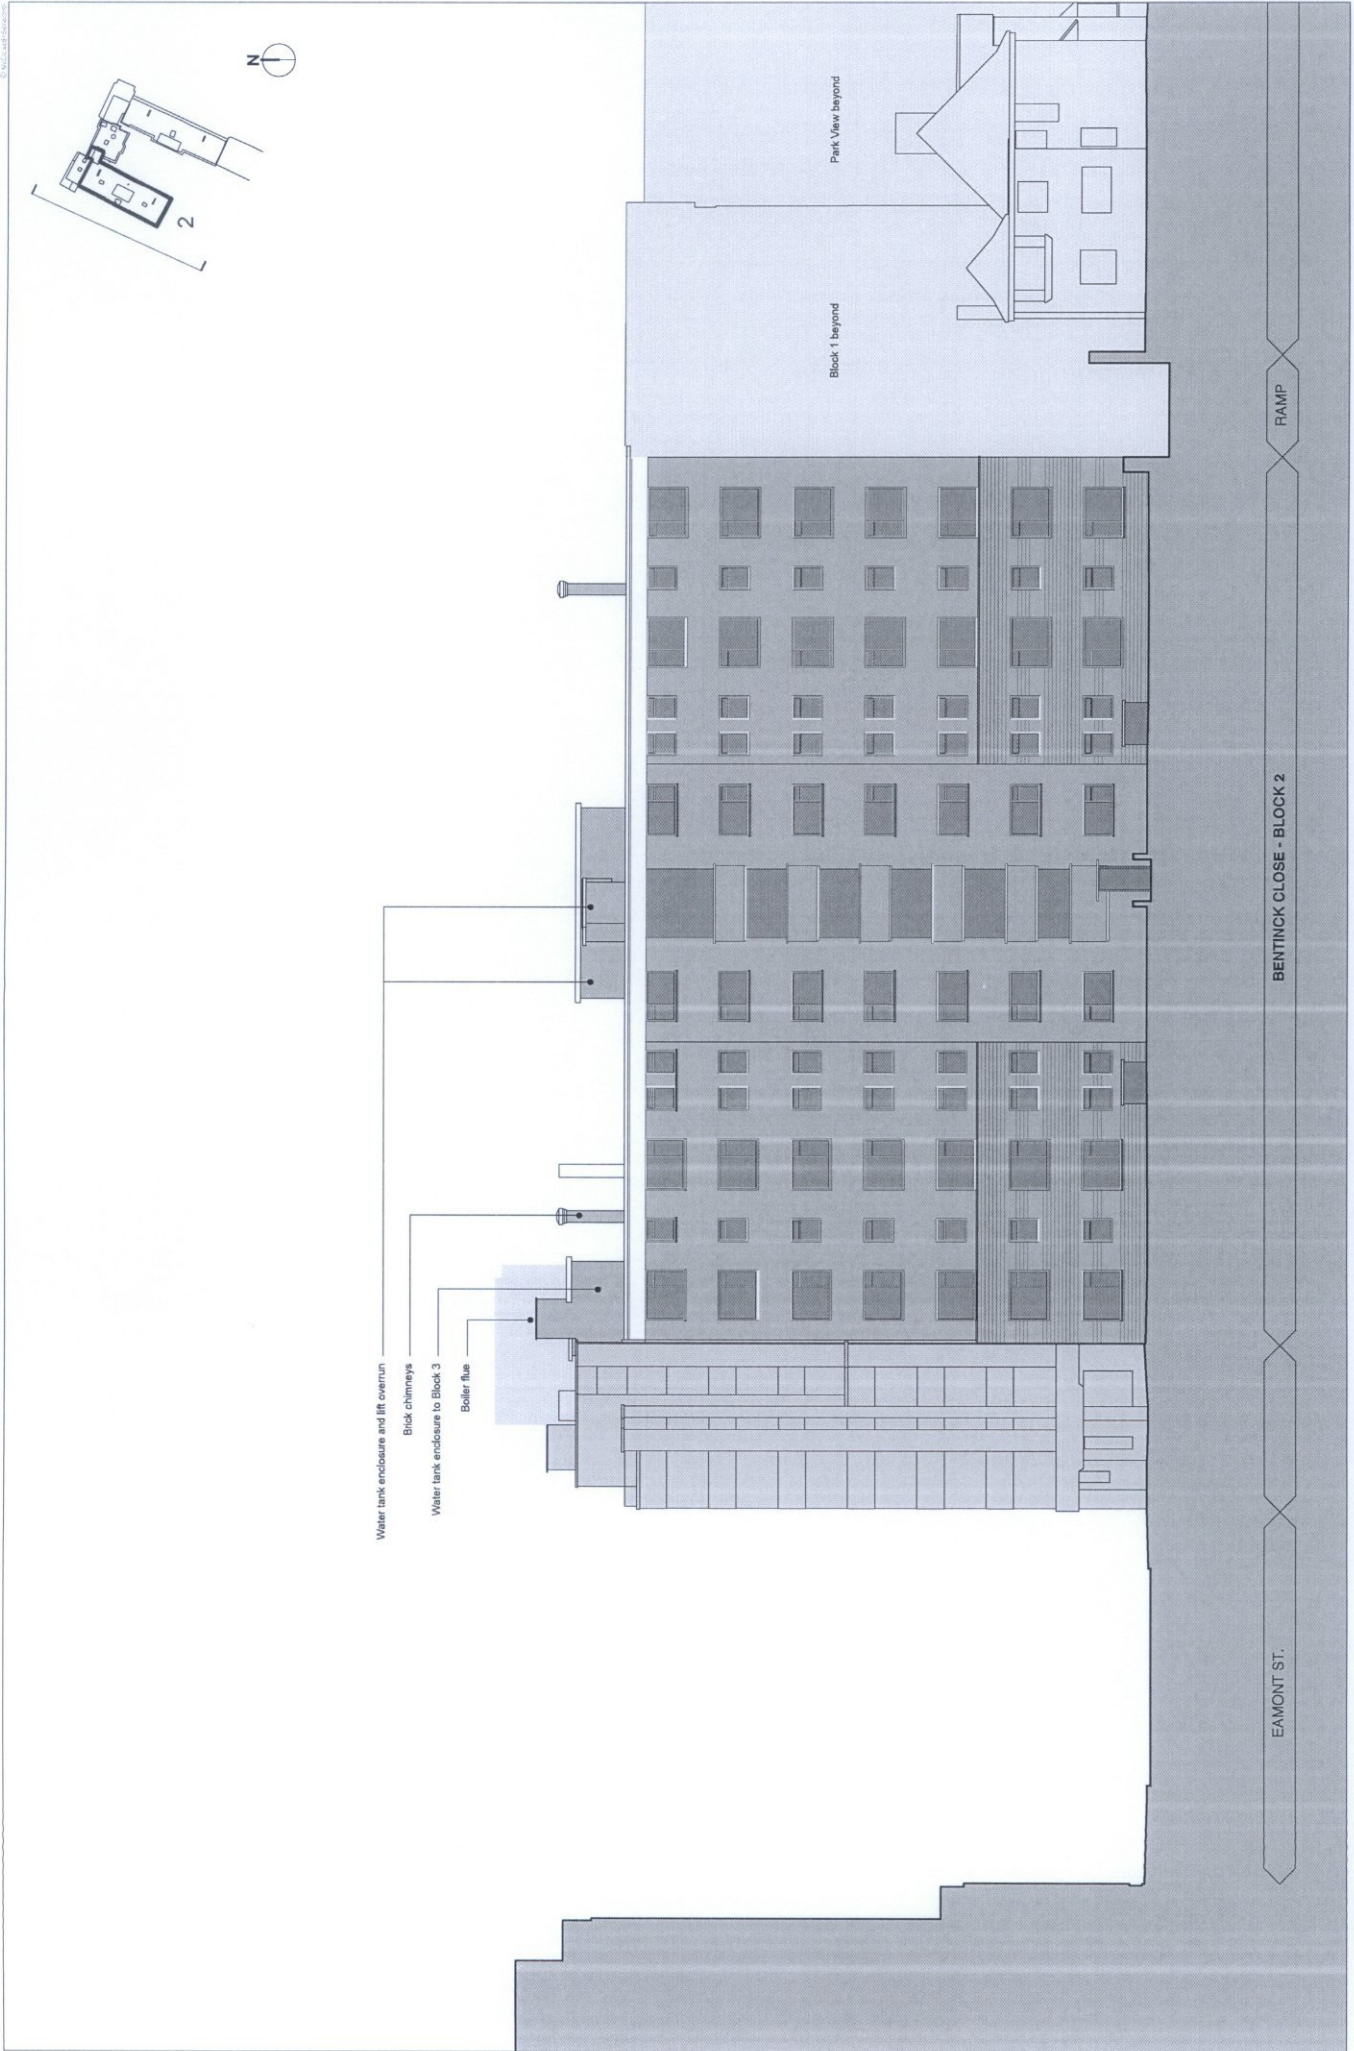 Water tank enclosure and lift overrun
Brick chimneys
Water tank enclosure to Block 3
Boiler flue
Block 1 beyond
Park View beyond
2
N
EAMONT ST.
BENTINCK CLOSE - BLOCK 2
RAMP